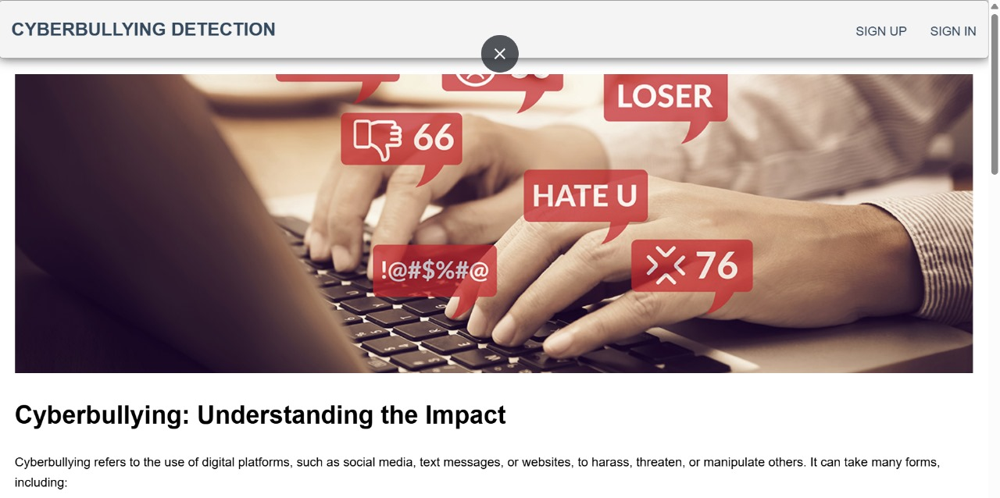 CYBERBULLYING DETECTION
SIGN UP
SIGN IN
LOSER
66
HATE U
!@#$%#@
76
Cyberbullying: Understanding the Impact
Cyberbullying refers to the use of digital platforms, such as social media, text messages, or websites, to harass, threaten, or manipulate others. It can take many forms,
including: